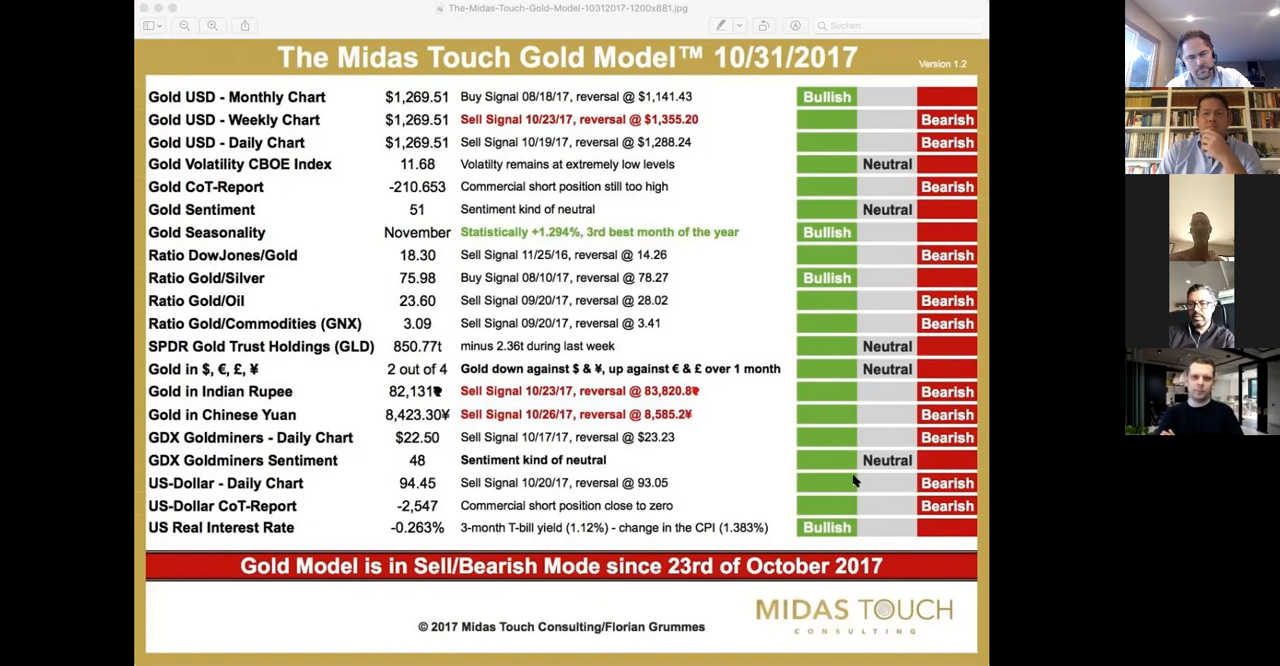 The-Midas-Touch-Gold-Model-10312017-1200x881.jpg
Suchen
The Midas Touch Gold Model™ 10/31/2017
Version 1.2
Gold USD - Monthly Chart $1,269.51 Buy Signal 08/18/17, reversal @ $1,141.43 Bullish
Gold USD - Weekly Chart $1,269.51 Sell Signal 10/23/17, reversal @ $1,355.20 Bearish
Gold USD - Daily Chart $1,269.51 Sell Signal 10/19/17, reversal @ $1,288.24 Bearish
Gold Volatility CBOE Index 11.68 Volatilty remains at extremely low levels Neutral
Gold CoT-Report -210.653 Commercial short position still too high Bearish
Gold Sentiment 51 Sentiment kind of neutral Neutral
Gold Seasonality November Statistically +1.294%, 3rd best month of the year Bullish
Ratio DowJones/Gold 18.30 Sell Signal 11/25/16, reversal @ 14.26 Bearish
Ratio Gold/Silver 75.98 Buy Signal 08/10/17, reversal @ 78.27 Bullish
Ratio Gold/Oil 23.60 Sell Signal 09/20/17, reversal @ 28.02 Bearish
Ratio Gold/Commodities (GNX) 3.09 Sell Signal 09/20/17, reversal @ 3.41 Bearish
SPDR Gold Trust Holdings (GLD) 850.77t minus 2.36t during last week Neutral
Gold in $, €, £, ¥ 2 out of 4 Gold down against $ & ¥, up against € & £ over 1 month Neutral
Gold in Indian Rupee 82,131₹ Sell Signal 10/23/17, reversal @ 83,820.8₹ Bearish
Gold in Chinese Yuan 8,423.30¥ Sell Signal 10/26/17, reversal @ 8,585.2¥ Bearish
GDX Goldminers - Daily Chart $22.50 Sell Signal 10/17/17, reversal @ $23.23 Bearish
GDX Goldminers Sentiment 48 Sentiment kind of neutral Neutral
US-Dollar - Daily Chart 94.45 Sell Signal 10/20/17, reversal @ 93.05 Bearish
US-Dollar CoT-Report -2,547 Commercial short position close to zero Bearish
US Real Interest Rate -0.263% 3-month T-bill yield (1.12%) - change in the CPI (1.383%) Bullish
Gold Model is in Sell/Bearish Mode since 23rd of October 2017
MIDAS TOUCH
CONSULTING
© 2017 Midas Touch Consulting/Florian Grummes